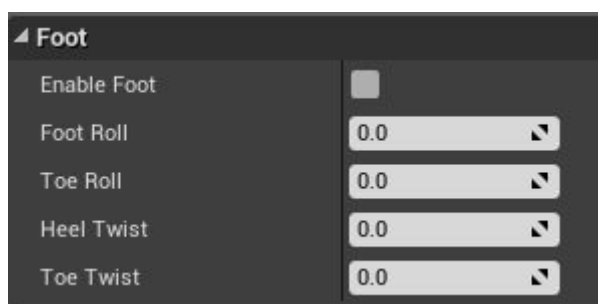 Foot
Enable Foot
Foot Roll 0.0
Toe Roll 0.0
Heel Twist 0.0
Toe Twist 0.0